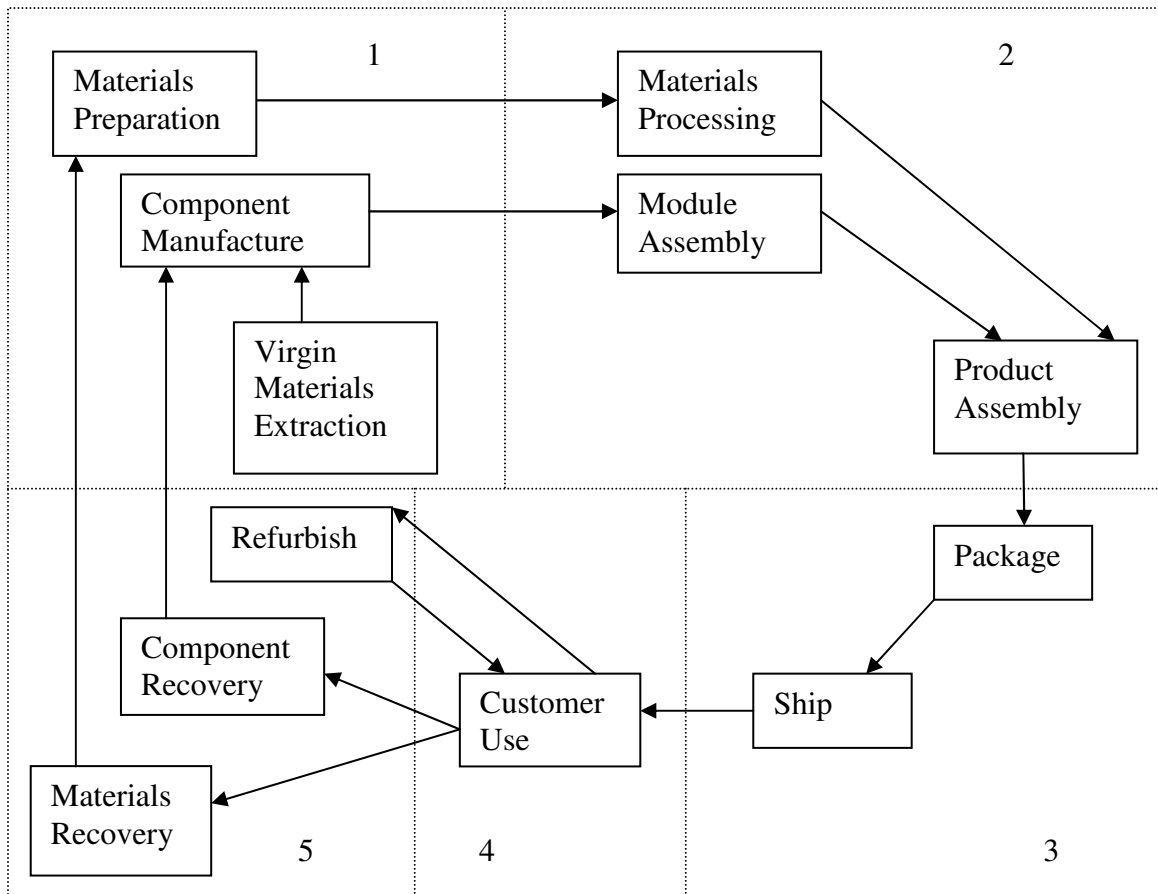 1
2
Materials
Preparation
Materials
Processing
Component
Manufacture
Module
Assembly
Virgin
Materials
Extraction
Product
Assembly
Refurbish
Package
Component
Recovery
Customer
Use
Ship
Materials
Recovery
5
4
3